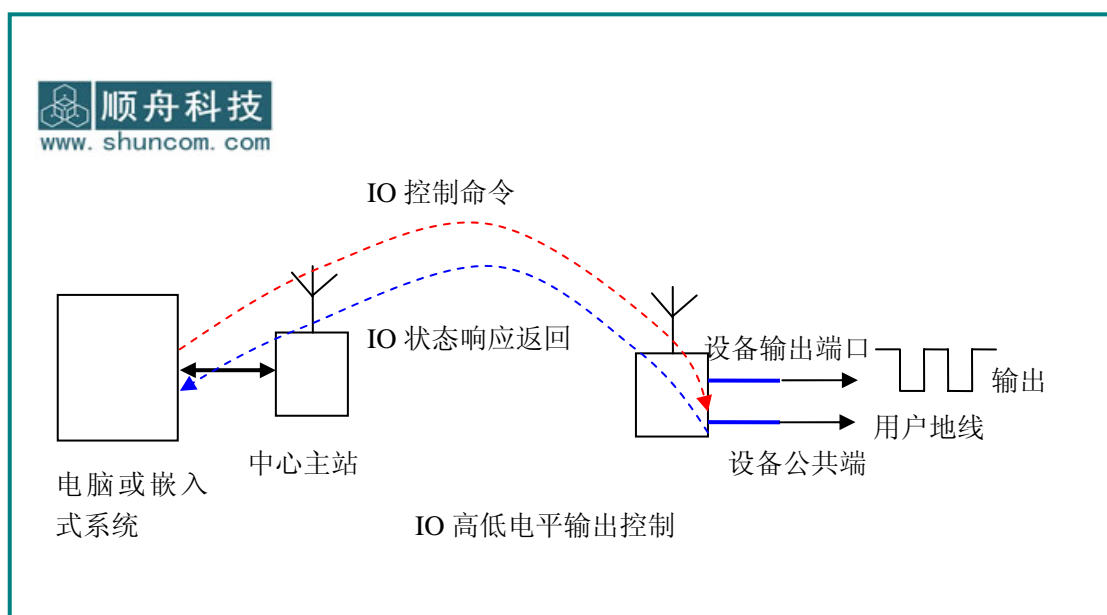 顺舟科技
www. shuncom. com
IO 控制命令
IO 状态响应返回
设备输出端口
输出
用户地线
中心主站
设备公共端
电脑或嵌入
式系统
IO 高低电平输出控制